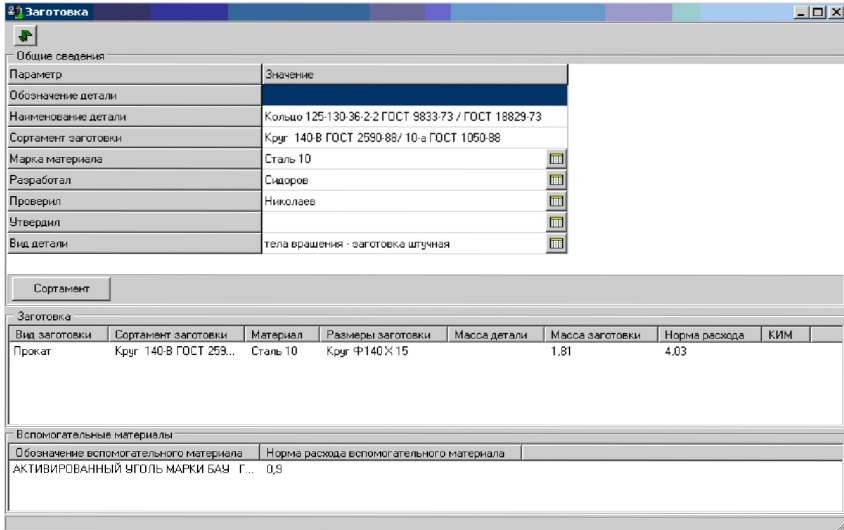 Заготовка
Общие сведения
Параметр Значение
Обозначение детали
Наименование детали Кольцо 125-130-36-2-2 ГОСТ 9833-73 / ГОСТ 18829-73
Сортамент заготовки Круг 140-В ГОСТ 2590-88/ 10-а ГОСТ 1050-88
Марка материала Сталь 10
Разработал Сидоров
Проверил Николаев
Утвердил
Вид детали тела вращения - заготовка штучная
Сортамент
Заготовка
Вид заготовки Сортамент заготовки Материал Размеры заготовки Масса детали Масса заготовки Норма расхода КИМ
Прокат Круг 140-В ГОСТ 259... Сталь 10 Круг Ф140Х15 1,81 4,03
Вспомогательные материалы
Обозначение вспомогательного материала Норма расхода вспомогательного материала
АКТИВИРОВАННЫЙ УГОЛЬ МАРКИ БАУ Г... 0,9